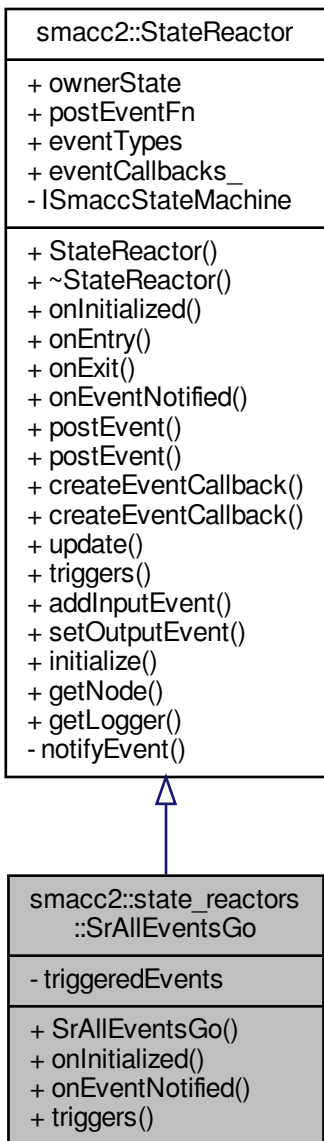 smacc2::StateReactor
+ ownerState
+ postEventFn
+ eventTypes
+ eventCallbacks_
- ISmaccStateMachine
+ StateReactor()
+ ~StateReactor()
+ onInitialized()
+ onEntry()
+ onExit()
+ onEventNotified()
+ postEvent()
+ postEvent()
+ createEventCallback()
+ createEventCallback()
+ update()
+ triggers()
+ addInputEvent()
+ setOutputEvent()
+ initialize()
+ getNode()
+ getLogger()
- notifyEvent()
smacc2::state_reactors
::SrAllEventsGo
- triggeredEvents
+ SrAllEventsGo()
+ onInitialized()
+ onEventNotified()
+ triggers()